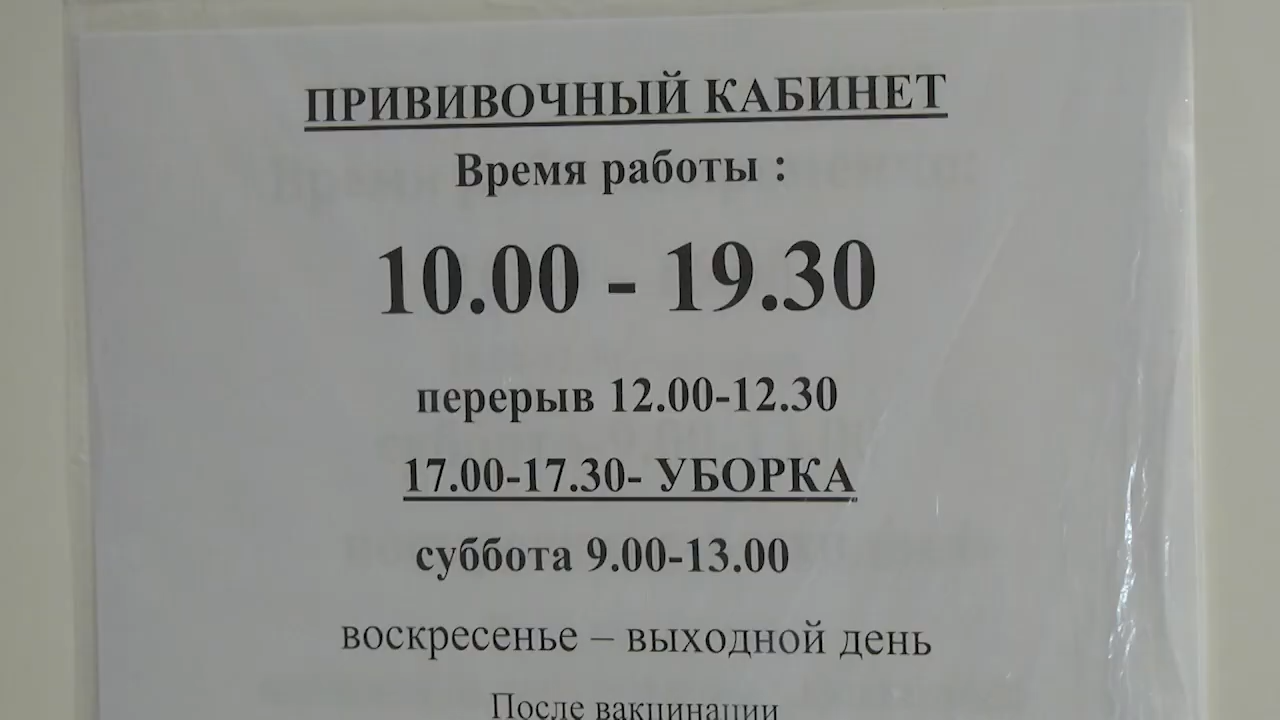 ПРИВИВОЧНЫЙ КАБИНЕТ
Время работы :
10.00 - 19.30
перерыв 12.00-12.30
17.00-17.30- УБОРКА
суббота 9.00-13.00
воскресенье – выходной день
После вакцинации